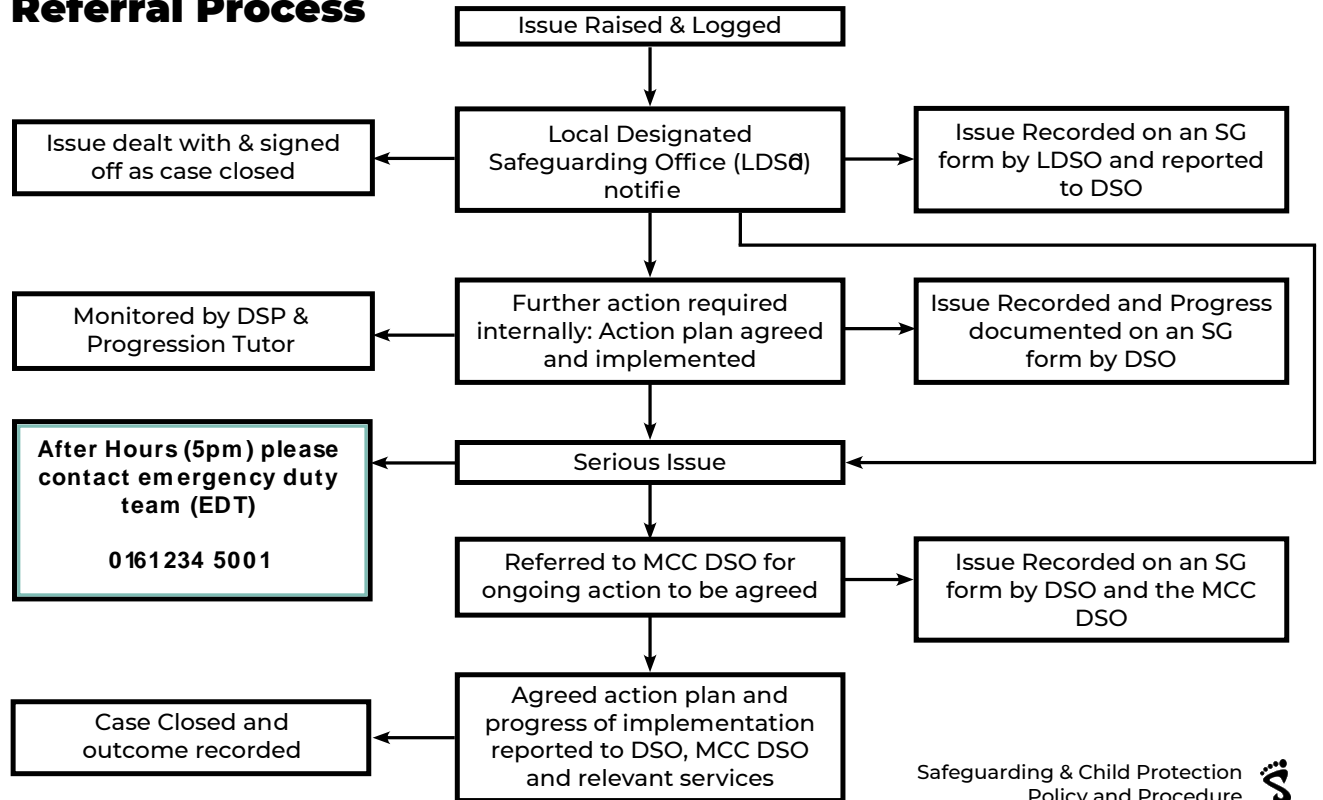 Referral Process
Issue Raised & Logged
Issue dealt with & signed
off as case closed
Local Designated
Safeguarding Office (LDSO)
notifie
Issue Recorded on an SG
form by LDSO and reported
to DSO
Monitored by DSP &
Progression Tutor
Further action required
internally: Action plan agreed
and implemented
Issue Recorded and Progress
documented on an SG
form by DSO
After Hours (5pm) please
contact emergency duty
team (EDT)
0161234 5001
Serious Issue
Referred to MCC DSO for
ongoing action to be agreed
Issue Recorded on an SG
form by DSO and the MCC
DSO
Case Closed and
outcome recorded
Agreed action plan and
progress of implementation
reported to DSO, MCC DSO
and relevant services
Safeguarding & Child Protection
Policy and Procedure